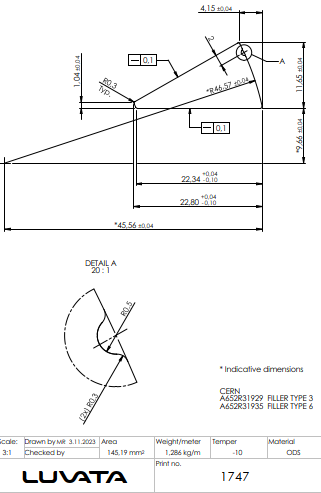 4,15 ±0,04
2
A
— 0,1
1.04 ±0,04
R0.3
Typ.
*R46,57 ±0,04
11,65 ±0,04
— 0,1
*9,66 ±0,04
22,34 +0,04 -0,10
22,80 +0,04 -0,10
*45,56 ±0,04
DETAIL A
20 : 1
R0,5
(2x) R0,3
* Indicative dimensions
CERN
A652R31929 FILLER TYPE 3
A652R31935 FILLER TYPE 6
Scale: Drawn by MR 3.11.2023 Area Weight/meter Temper Material
3:1 Checked by 145,19 mm² 1,286 kg/m -10 OD5
LUVATA Print no. 1747